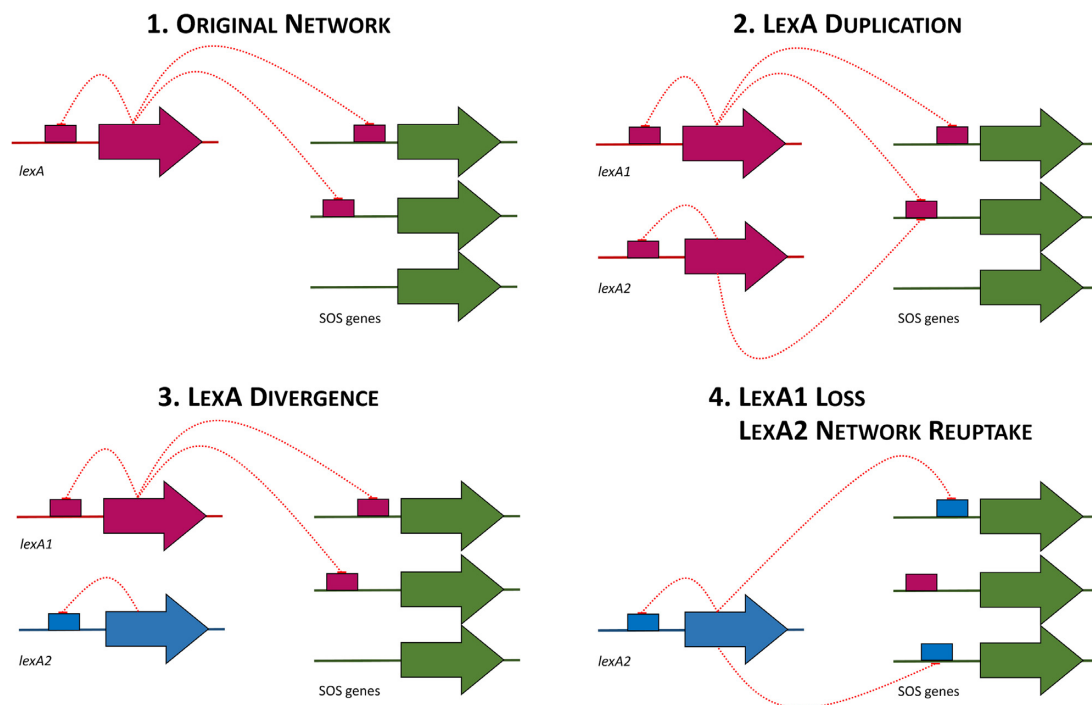 1. ORIGINAL NETWORK
lexA
SOS genes
2. LEXA DUPLICATION
lexA1
lexA2
SOS genes
3. LEXA DIVERGENCE
lexA1
lexA2
SOS genes
4. LEXA1 LOSS
LEXA2 NETWORK REUPTAKE
lexA2
SOS genes